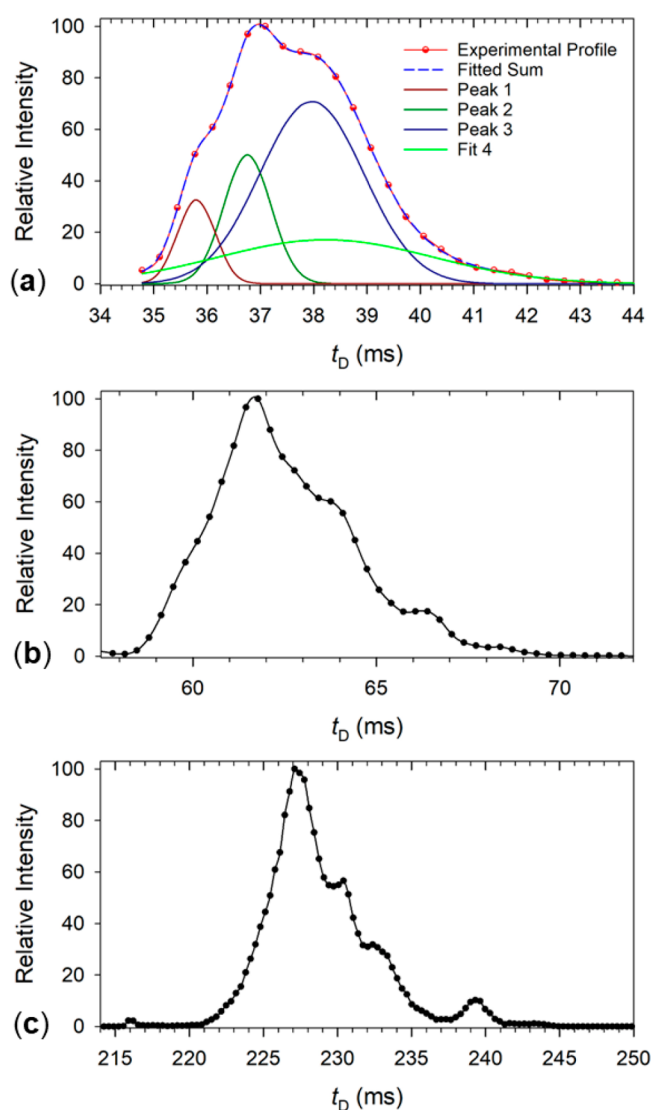 100
80
60
40
20
0
Relative Intensity
Experimental Profile
Fitted Sum
Peak 1
Peak 2
Peak 3
Fit 4
(a)
34 35 36 37 38 39 40 41 42 43 44
tD (ms)
100
80
60
40
20
0
Relative Intensity
(b)
60 65 70
tD (ms)
100
80
60
40
20
0
Relative Intensity
(c)
215 220 225 230 235 240 245 250
tD (ms)